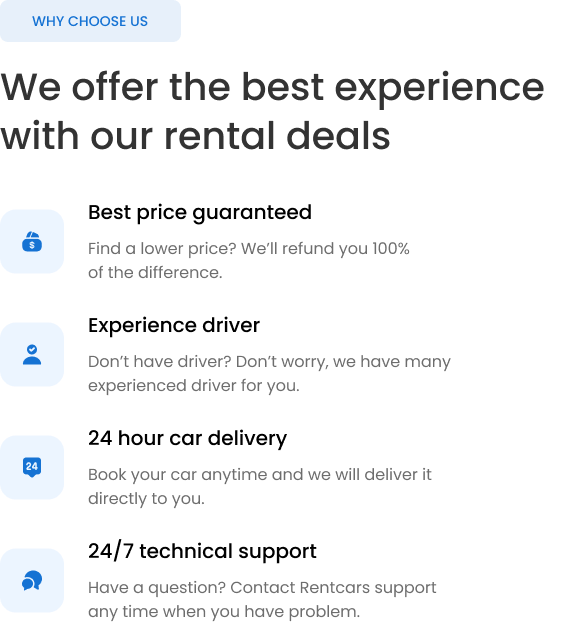 WHY CHOOSE US
We offer the best experience
with our rental deals
Best price guaranteed
$
Find a lower price? We’ll refund you 100%
of the difference.
Experience driver
Don’t have driver? Don’t worry, we have many
experienced driver for you.
24 hour car delivery
24
Book your car anytime and we will deliver it
directly to you.
24/7 technical support
Have a question? Contact Rentcars support
any time when you have problem.